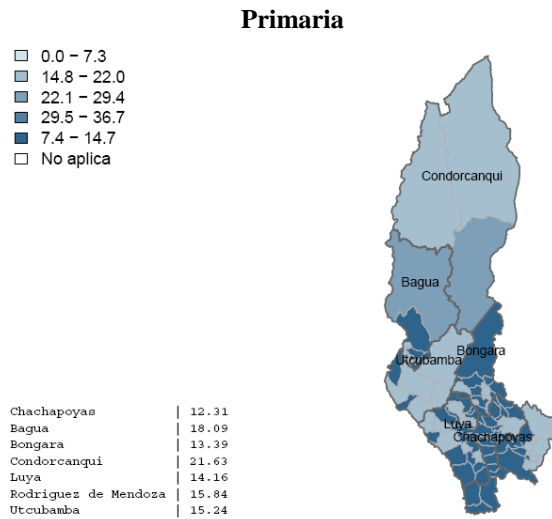 Primaria
0.0 – 7.3
14.8 – 22.0
22.1 – 29.4
29.5 – 36.7
7.4 – 14.7
No aplica
Condorcanqui
Bagua
Bongara
Utcubamba
Luya
Chachapoyas
Chachapoyas | 12.31
Bagua | 18.09
Bongara | 13.39
Condorcanqui | 21.63
Luya | 14.16
Rodriguez de Mendoza | 15.84
Utcubamba | 15.24